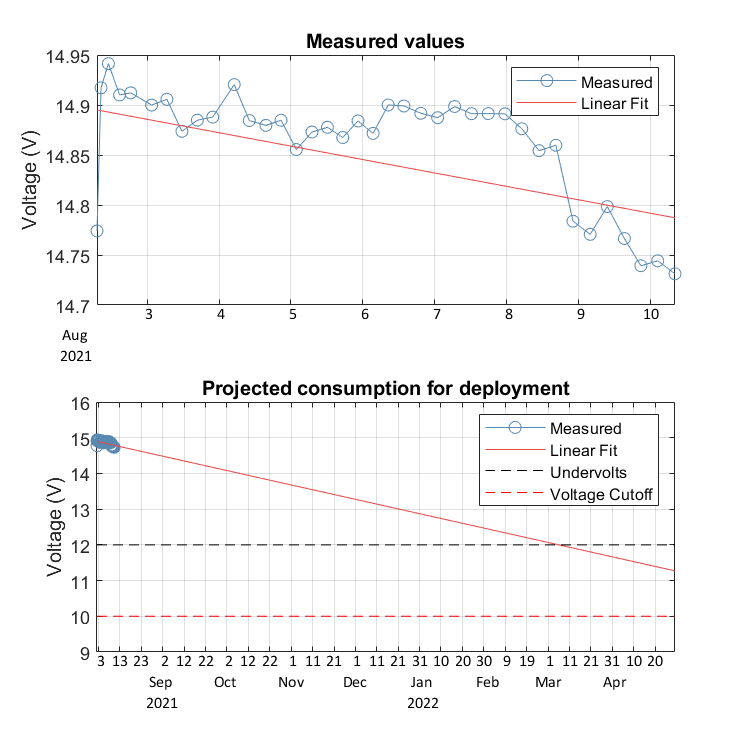 Measured values
14.95
14.9
14.85
14.8
14.75
14.7
Voltage (V)
Measured
Linear Fit
3 4 5 6 7 8 9 10
Aug
2021
Projected consumption for deployment
16
15
14
13
12
11
10
9
Voltage (V)
Measured
Linear Fit
Undervolts
Voltage Cutoff
3 13 23 2 12 22 2 12 22 1 11 21 1 11 21 31 10 20 30 9 19 1 11 21 31 10 20
Sep Oct Nov Dec Jan Feb Mar Apr
2021 2022